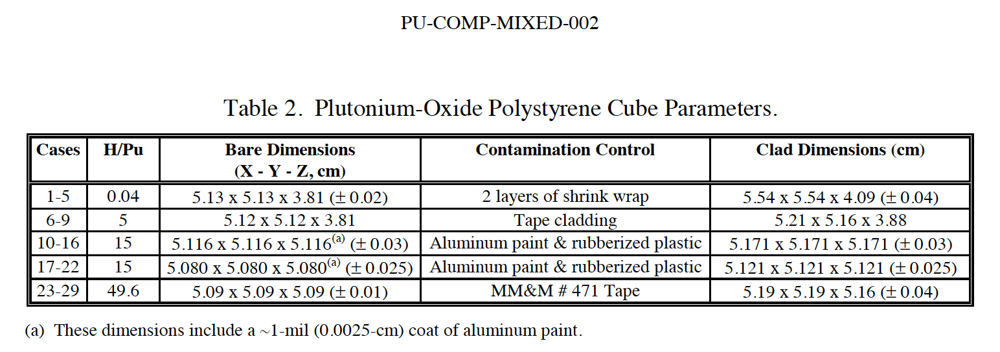 PU-COMP-MIXED-002
Table 2. Plutonium-Oxide Polystyrene Cube Parameters.
Cases H/Pu Bare Dimensions Contamination Control Clad Dimensions (cm)
(X - Y - Z, cm)
1-5 0.04 5.13 x 5.13 x 3.81 (± 0.02) 2 layers of shrink wrap 5.54 x 5.54 x 4.09 (± 0.04)
6-9 5 5.12 x 5.12 x 3.81 Tape cladding 5.21 x 5.16 x 3.88
10-16 15 5.116 x 5.116 x 5.116(a) (± 0.03) Aluminum paint & rubberized plastic 5.171 x 5.171 x 5.171 (± 0.03)
17-22 15 5.080 x 5.080 x 5.080(a) (± 0.025) Aluminum paint & rubberized plastic 5.121 x 5.121 x 5.121 (± 0.025)
23-29 49.6 5.09 x 5.09 x 5.09 (± 0.01) MM&M # 471 Tape 5.19 x 5.19 x 5.16 (± 0.04)
(a) These dimensions include a ~1-mil (0.0025-cm) coat of aluminum paint.